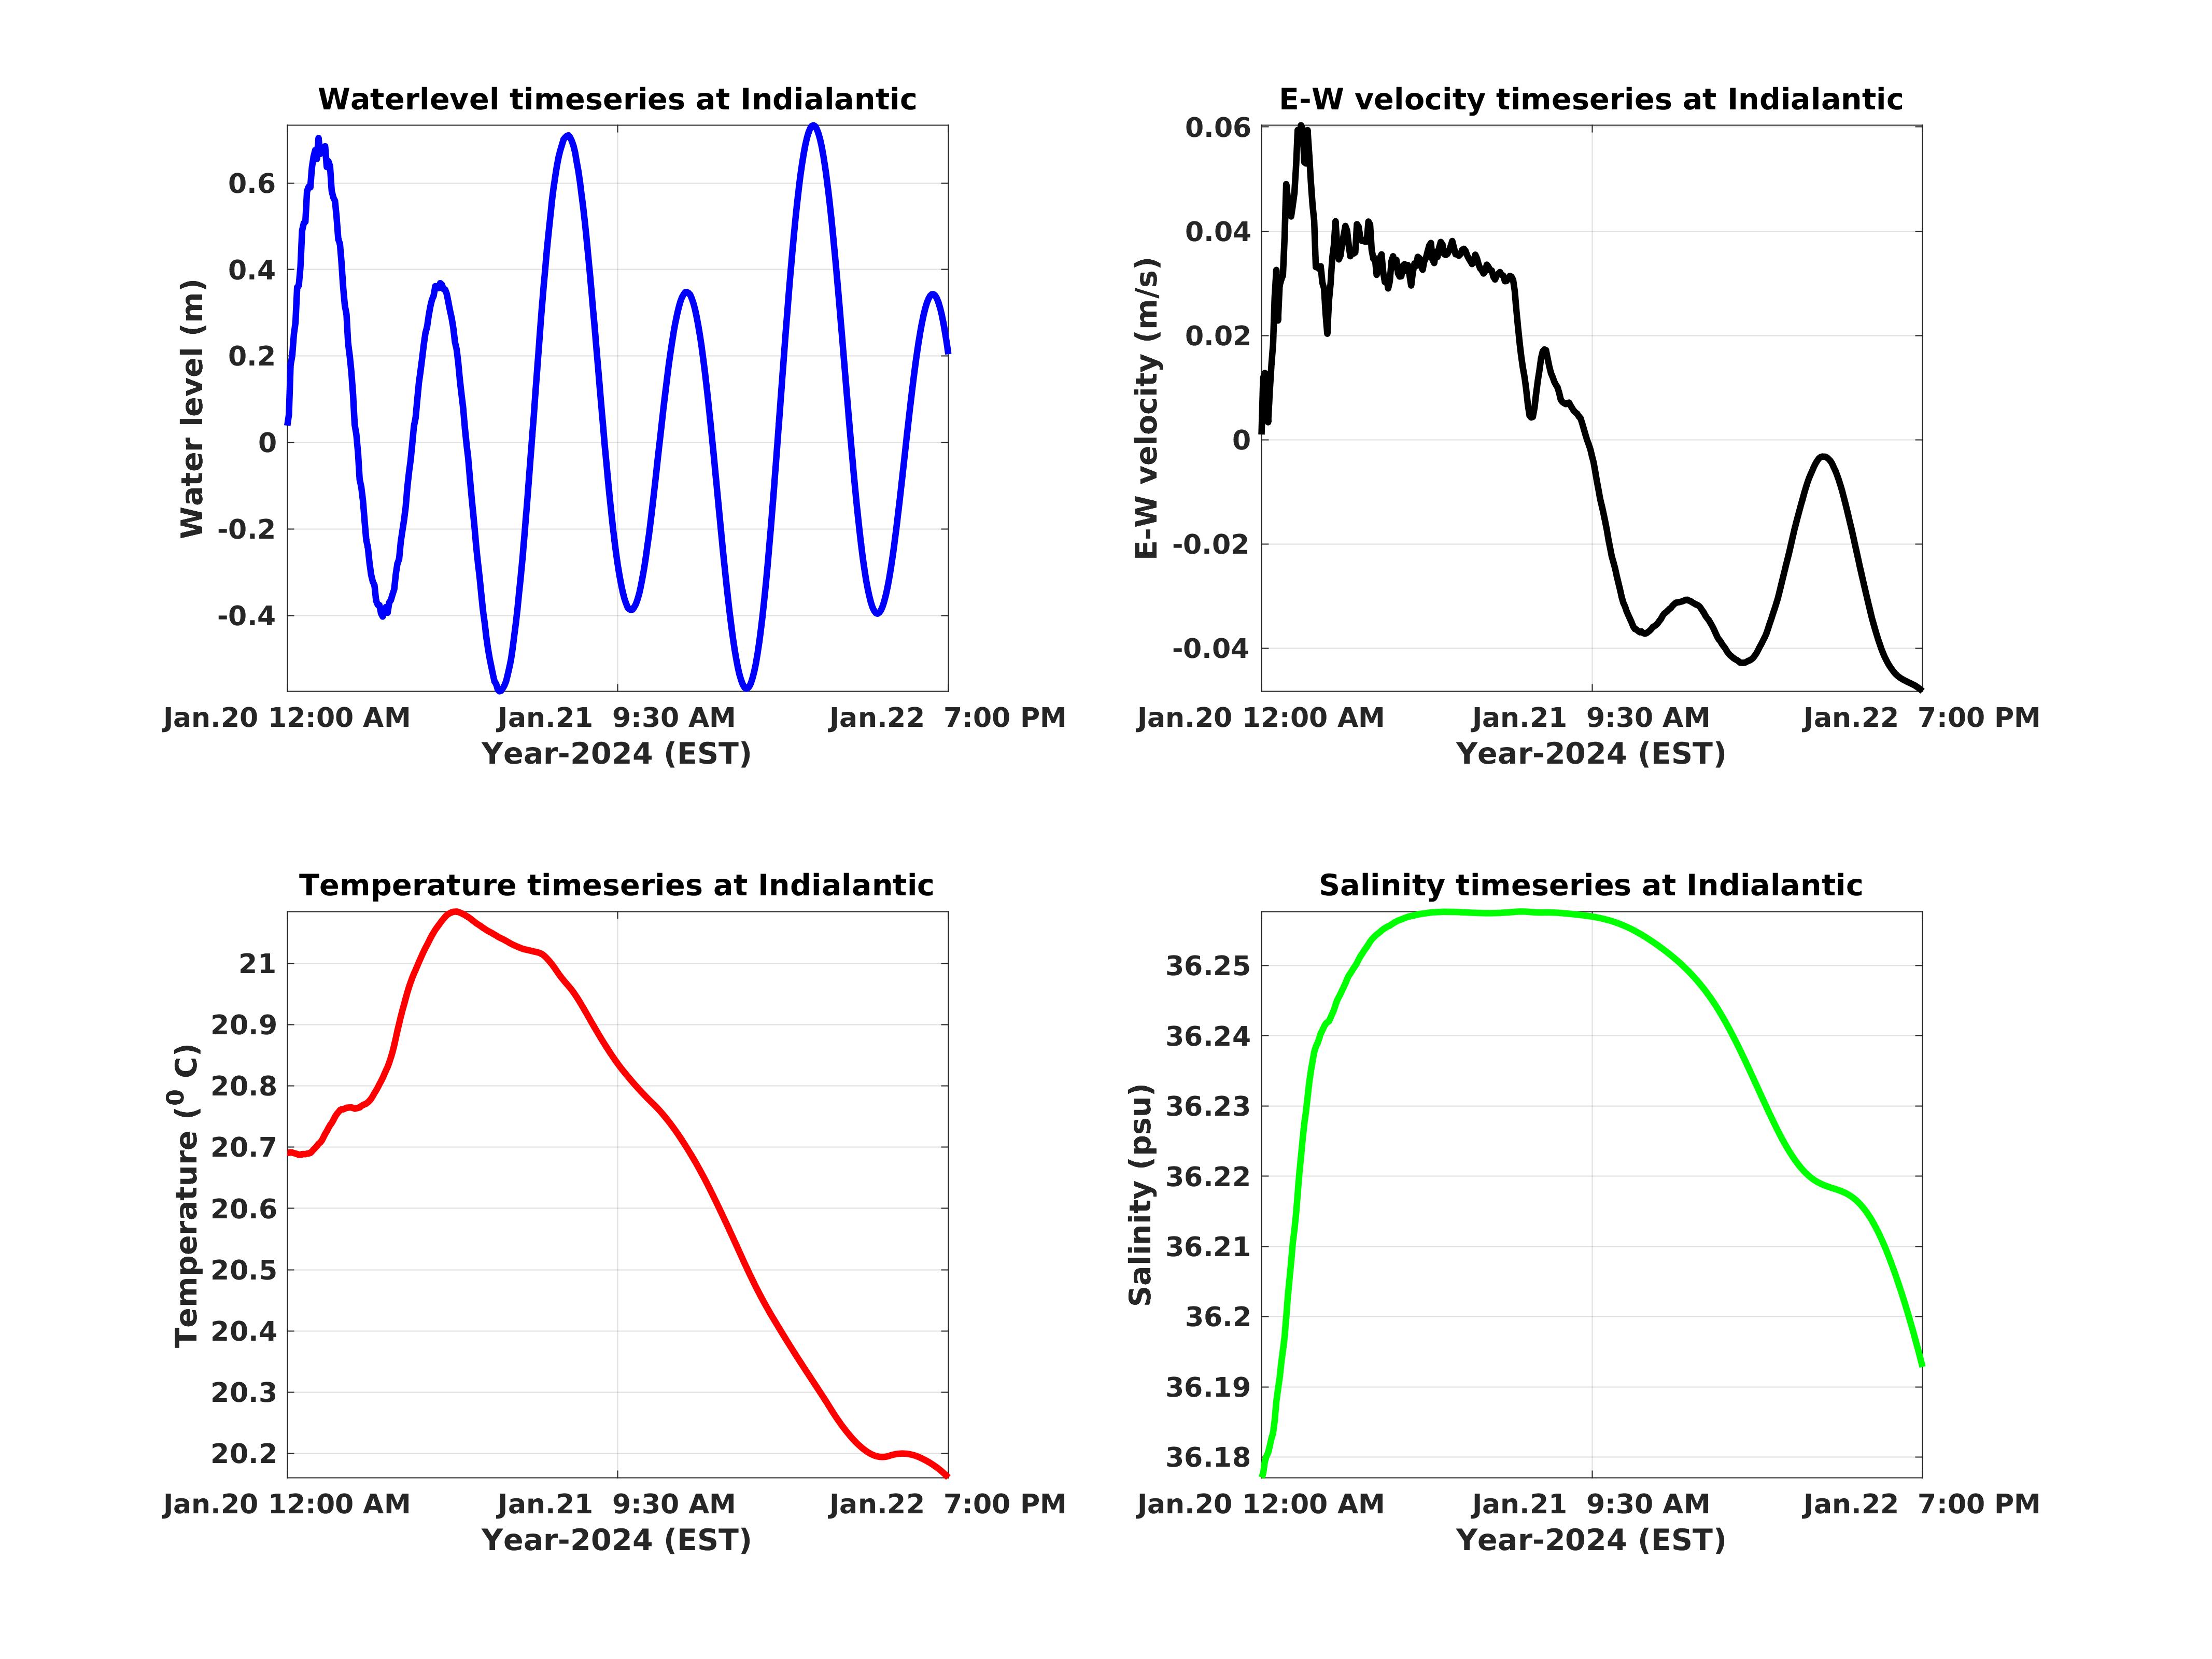 Waterlevel timeseries at Indialantic
0.6
0.4
0.2
0
-0.2
-0.4
Water level (m)
Jan.20 12:00 AM
Jan.21 9:30 AM
Jan.22 7:00 PM
Year-2024 (EST)
E-W velocity timeseries at Indialantic
0.06
0.04
0.02
0
-0.02
-0.04
E-W velocity (m/s)
Jan.20 12:00 AM
Jan.21 9:30 AM
Jan.22 7:00 PM
Year-2024 (EST)
Temperature timeseries at Indialantic
21
20.9
20.8
20.7
20.6
20.5
20.4
20.3
20.2
Temperature (⁰ C)
Jan.20 12:00 AM
Jan.21 9:30 AM
Jan.22 7:00 PM
Year-2024 (EST)
Salinity timeseries at Indialantic
36.25
36.24
36.23
36.22
36.21
36.2
36.19
36.18
Salinity (psu)
Jan.20 12:00 AM
Jan.21 9:30 AM
Jan.22 7:00 PM
Year-2024 (EST)